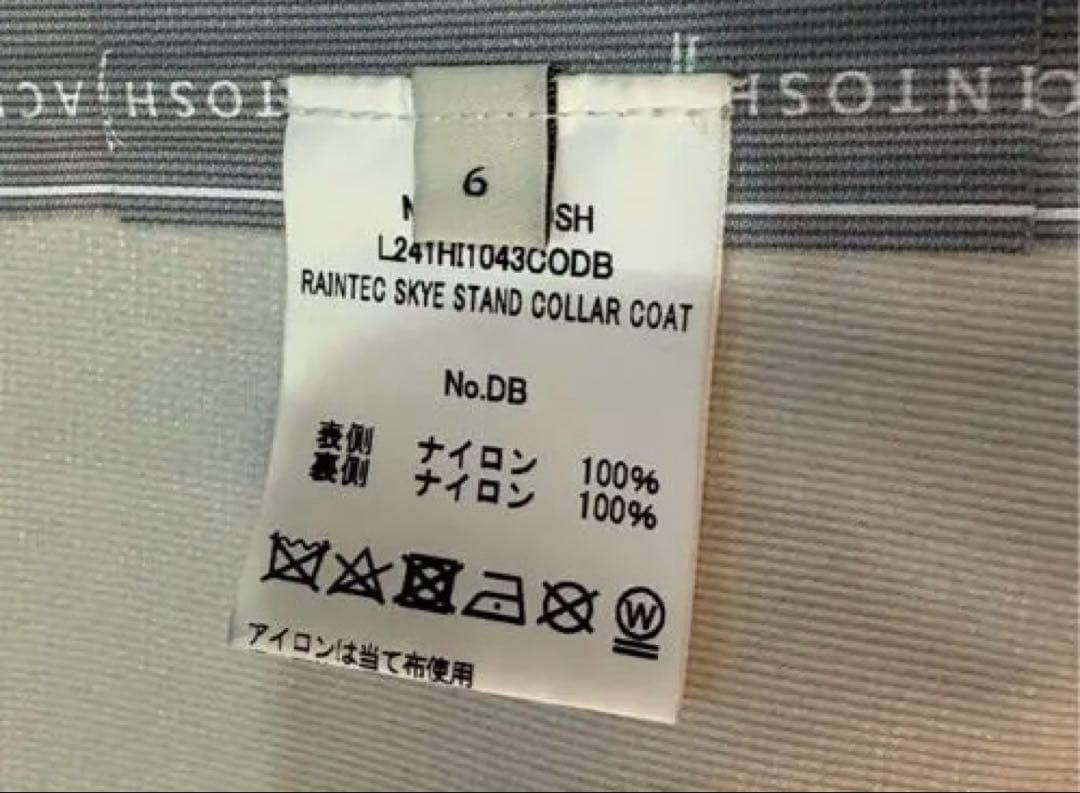 TOSH
6
SH
L241HI1043CODB
RAINTEC SKYE STAND COLLAR COAT
No.DB
表側 ナイロン 100%
裏側 ナイロン 100%
W
アイロンは当て布使用